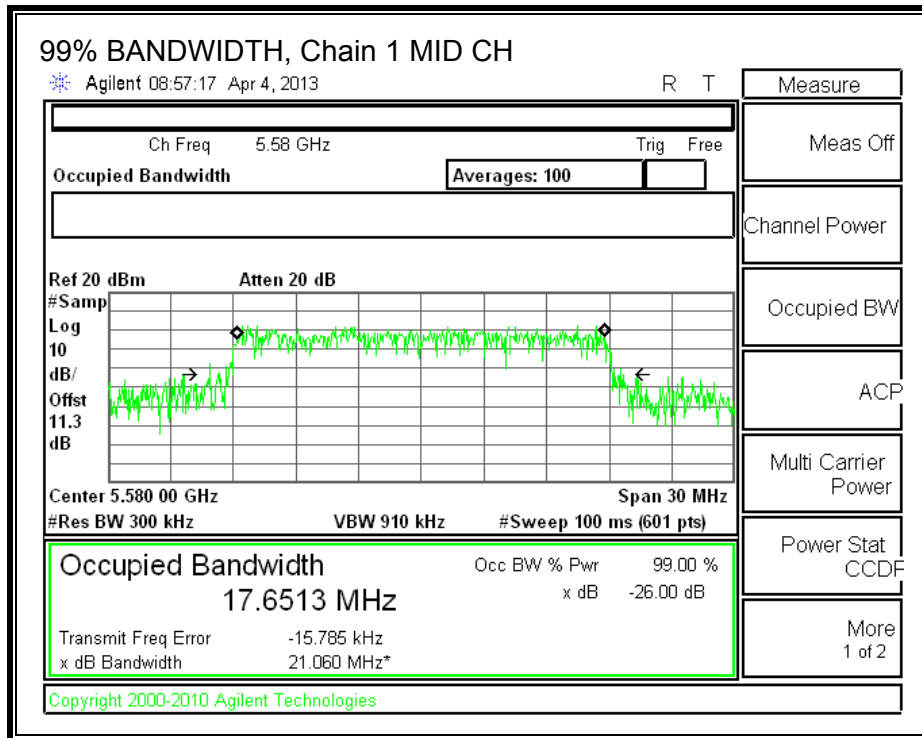 99% BANDWIDTH, Chain 1 MID CH
Agilent 08:57:17 Apr 4, 2013 R T
Measure
Ch Freq 5.58 GHz Trig Free
Meas Off
Occupied Bandwidth Averages: 100
Channel Power
Ref 20 dBm Atten 20 dB
#Samp
Log
10
dB/
Offst
11.3
dB
Occupied BW
ACP
Multi Carrier
Power
Center 5.580 00 GHz Span 30 MHz
#Res BW 300 kHz VBW 910 kHz #Sweep 100 ms (601 pts)
Power Stat
CCDF
Occupied Bandwidth Occ BW % Pwr 99.00 %
17.6513 MHz x dB -26.00 dB
Transmit Freq Error -15.785 kHz
x dB Bandwidth 21.060 MHz*
More
1 of 2
Copyright 2000-2010 Agilent Technologies